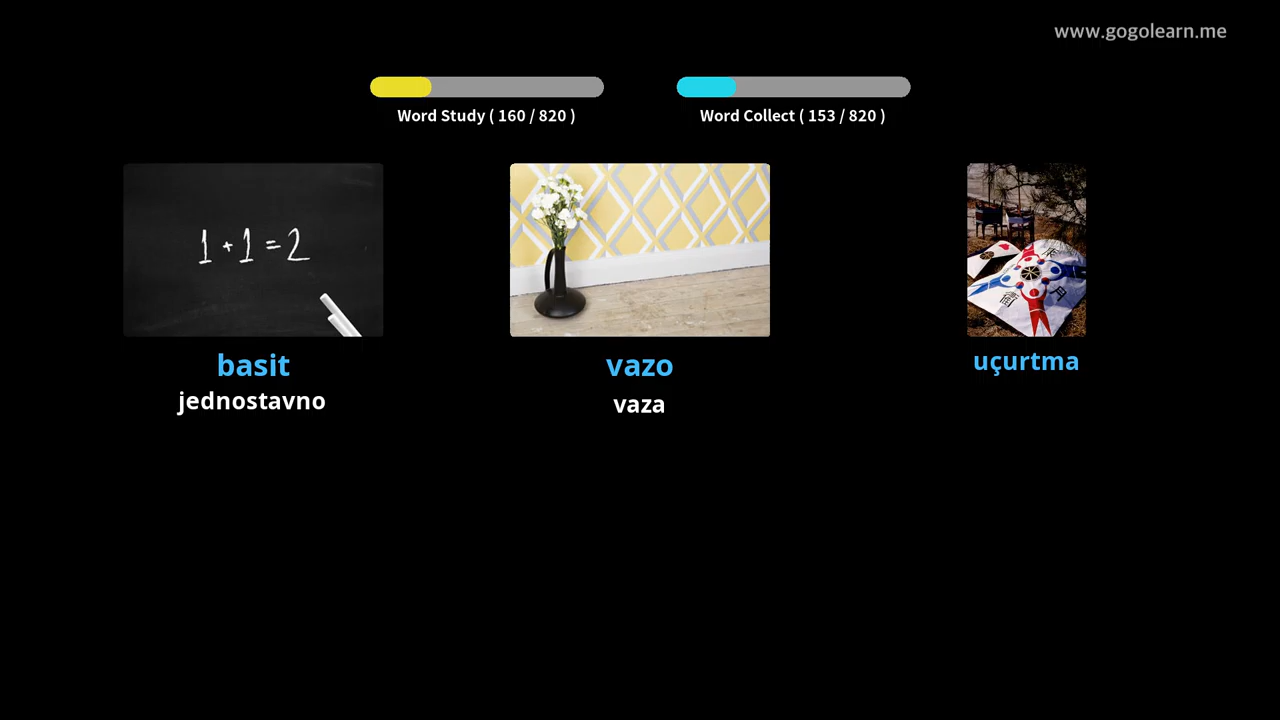 www.gogolearn.me
Word Study ( 160 / 820 )
Word Collect ( 153 / 820 )
1 + 1 = 2
basit
jednostavno
vazo
vaza
uçurtma